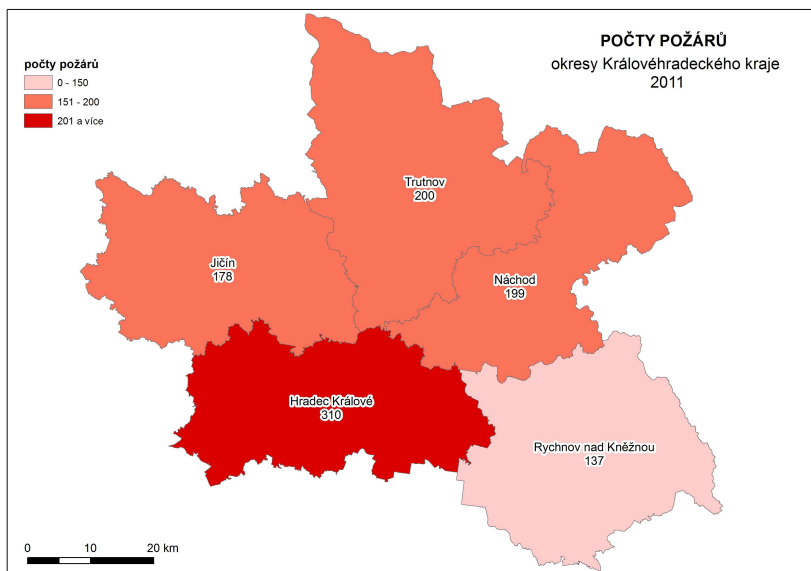 POČTY POŽÁRŮ
okresy Královéhradeckého kraje
2011
počty požárů
0 - 150
151 - 200
201 a více
Trutnov
200
Jičín
178
Náchod
199
Hradec Králové
310
Rychnov nad Kněžnou
137
0 10 20 km